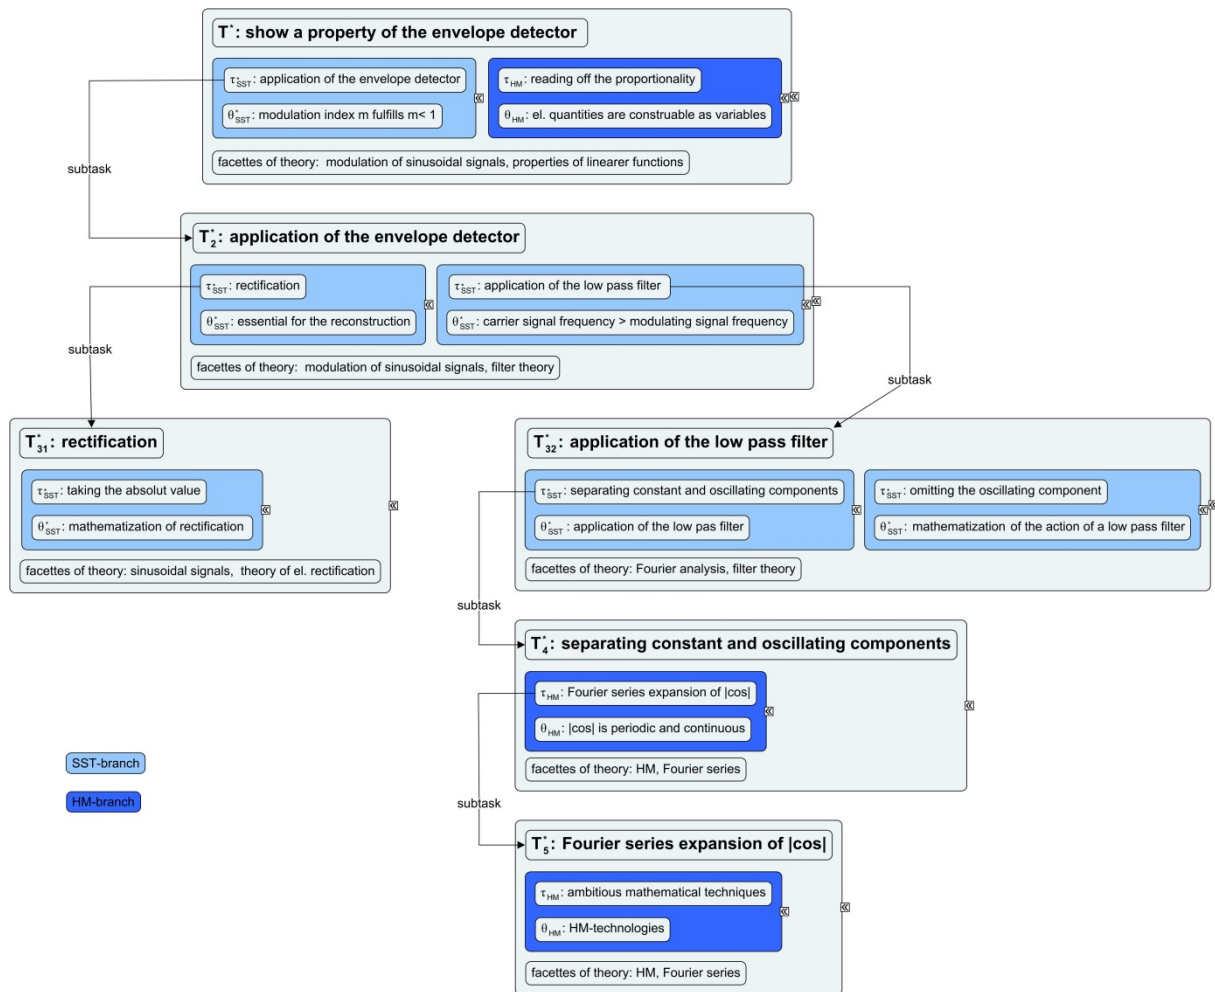 T*: show a property of the envelope detector
τ*SST: application of the envelope detector
τHM: reading off the proportionality
θ*SST: modulation index m fulfills m< 1
θHM: el. quantities are construable as variables
facettes of theory: modulation of sinusoidal signals, properties of linearer functions
subtask
T*2: application of the envelope detector
τ*SST: rectification
τ*SST: application of the low pass filter
θ*SST: essential for the reconstruction
θ*SST: carrier signal frequency > modulating signal frequency
facettes of theory: modulation of sinusoidal signals, filter theory
subtask
subtask
T*31: rectification
τ*SST: taking the absolut value
θ*SST: mathematization of rectification
facettes of theory: sinusoidal signals, theory of el. rectification
T*32: application of the low pass filter
τ*SST: separating constant and oscillating components
τ*SST: omitting the oscillating component
θ*SST: application of the low pas filter
θ*SST: mathematization of the action of a low pass filter
facettes of theory: Fourier analysis, filter theory
subtask
T*4: separating constant and oscillating components
τHM: Fourier series expansion of |cos|
θHM: |cos| is periodic and continuous
facettes of theory: HM, Fourier series
SST-branch
HM-branch
subtask
T*5: Fourier series expansion of |cos|
τHM: ambitious mathematical techniques
θHM: HM-technologies
facettes of theory: HM, Fourier series